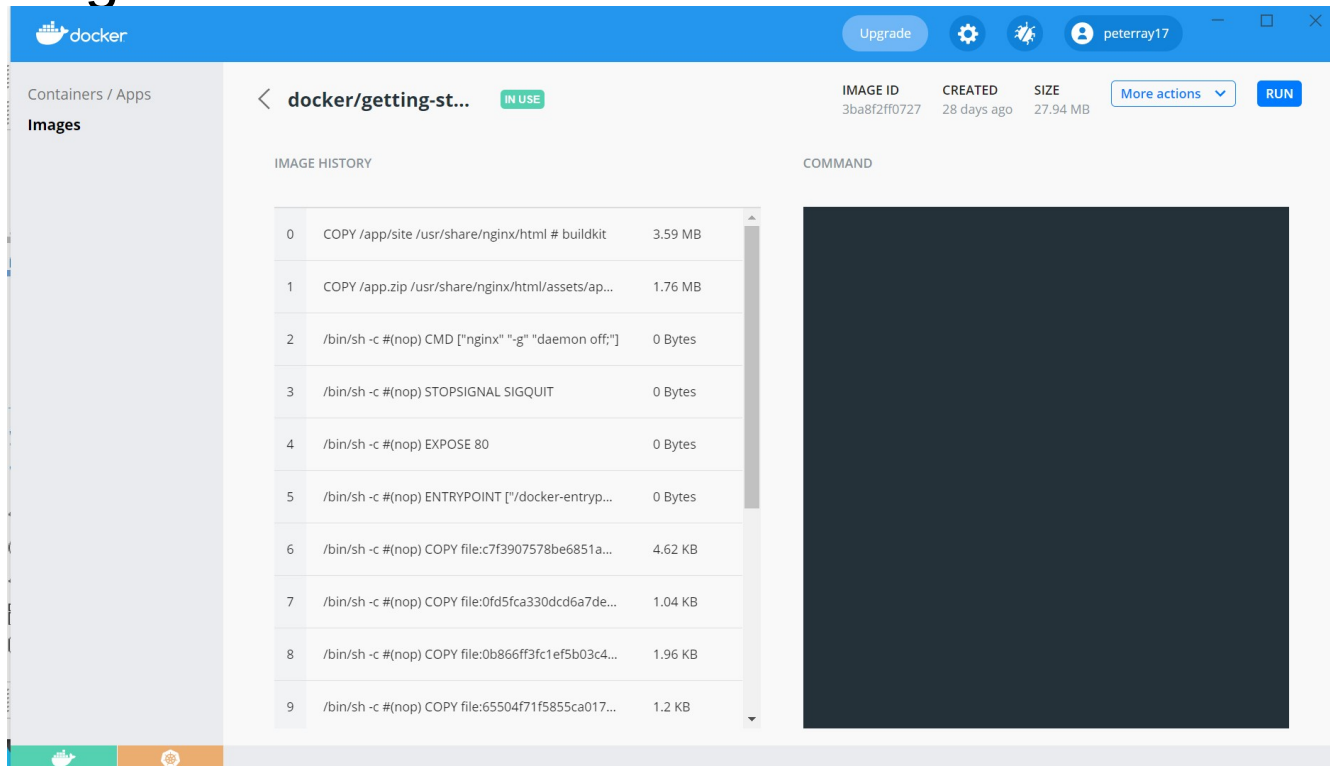 docker
Upgrade
peterray17
Containers / Apps
Images
docker/getting-st...
IN USE
IMAGE ID
3ba8f2ff0727
CREATED
28 days ago
SIZE
27.94 MB
More actions
RUN
IMAGE HISTORY
COMMAND
0 COPY /app/site /usr/share/nginx/html # buildkit 3.59 MB
1 COPY /app.zip /usr/share/nginx/html/assets/ap... 1.76 MB
2 /bin/sh -c #(nop) CMD ["nginx" "-g" "daemon off;"] 0 Bytes
3 /bin/sh -c #(nop) STOPSIGNAL SIGQUIT 0 Bytes
4 /bin/sh -c #(nop) EXPOSE 80 0 Bytes
5 /bin/sh -c #(nop) ENTRYPOINT ["/docker-entryp... 0 Bytes
6 /bin/sh -c #(nop) COPY file:c7f3907578be6851a... 4.62 KB
7 /bin/sh -c #(nop) COPY file:0fd5fca330dcd6a7de... 1.04 KB
8 /bin/sh -c #(nop) COPY file:0b866ff3fc1ef5b03c4... 1.96 KB
9 /bin/sh -c #(nop) COPY file:65504f71f5855ca017... 1.2 KB